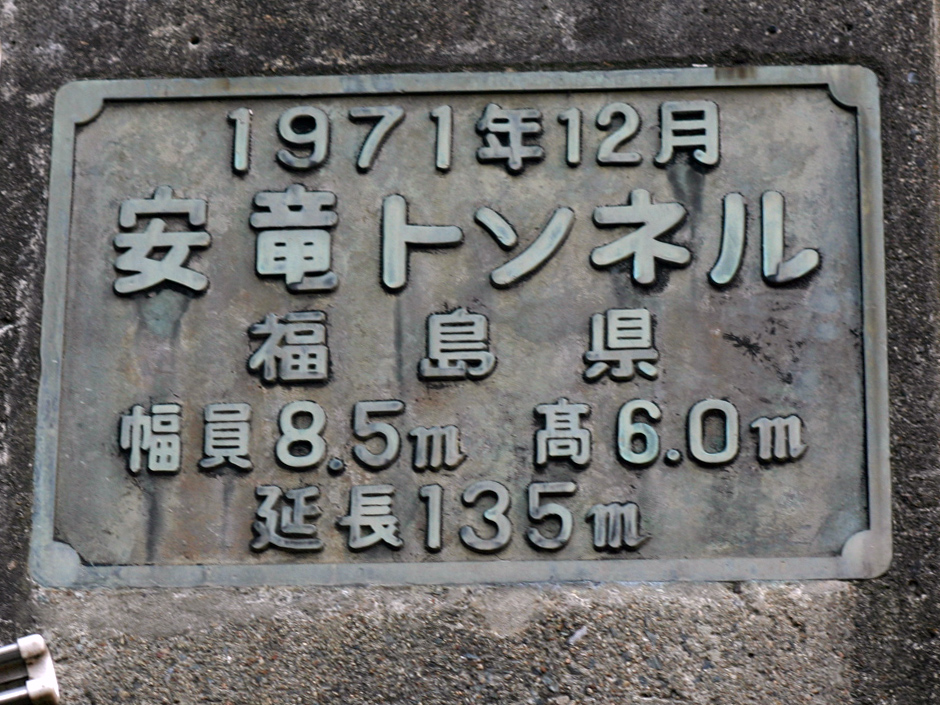 1971年12月
安竜トンネル
福島県
幅員8.5m 髙6.0m
延長135m